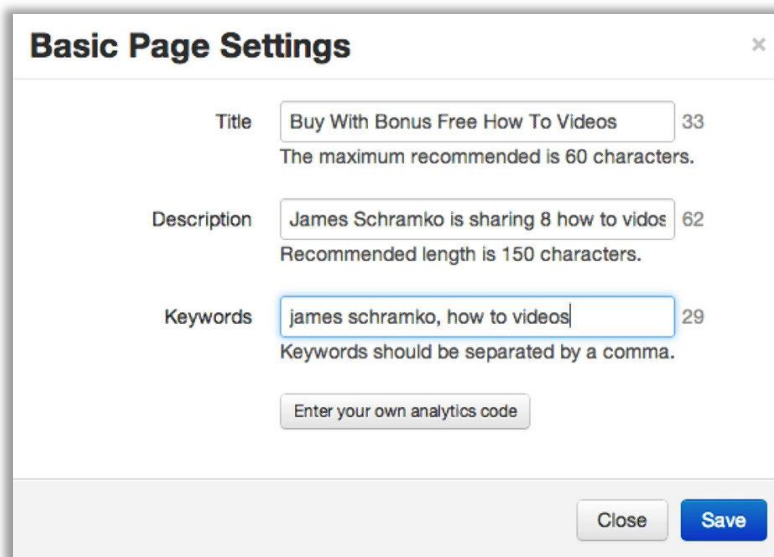 Basic Page Settings ×
Title Buy With Bonus Free How To Videos 33
The maximum recommended is 60 characters.
Description James Schramko is sharing 8 how to vidos 62
Recommended length is 150 characters.
Keywords james schramko, how to videos 29
Keywords should be separated by a comma.
Enter your own analytics code
Close Save